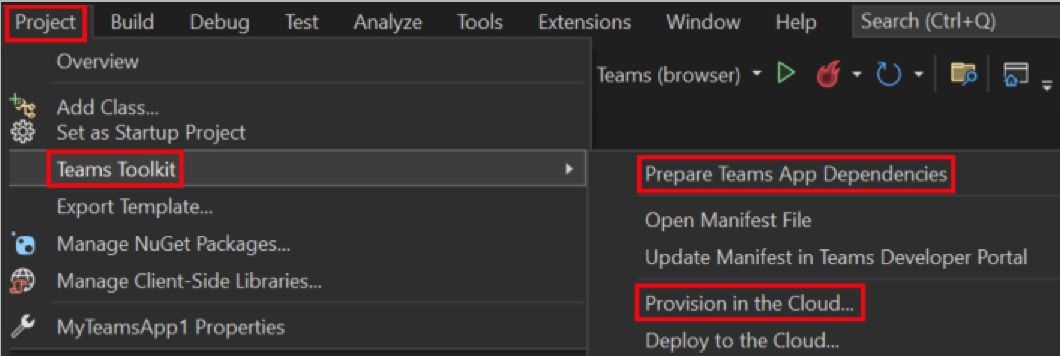 Project Build Debug Test Analyze Tools Extensions Window Help Search (Ctrl+Q)
Overview
Teams (browser)
Add Class...
Set as Startup Project
Teams Toolkit
Prepare Teams App Dependencies
Export Template...
Open Manifest File
Manage NuGet Packages...
Update Manifest in Teams Developer Portal
Manage Client-Side Libraries...
Provision in the Cloud...
MyTeamsApp1 Properties
Deploy to the Cloud...